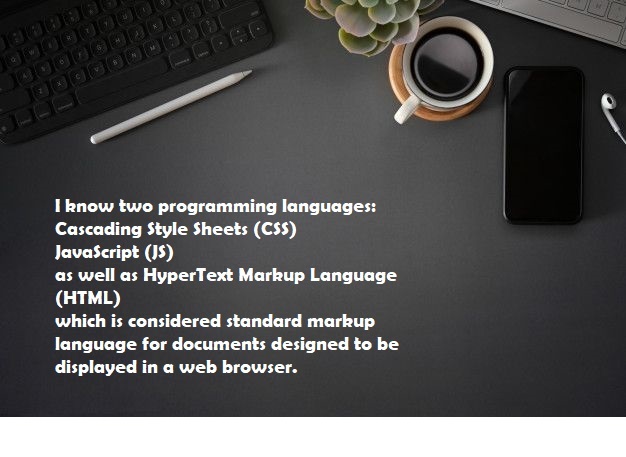 I know two programming languages:
Cascading Style Sheets (CSS)
JavaScript (JS)
as well as HyperText Markup Language
(HTML)
which is considered standard markup
language for documents designed to be
displayed in a web browser.